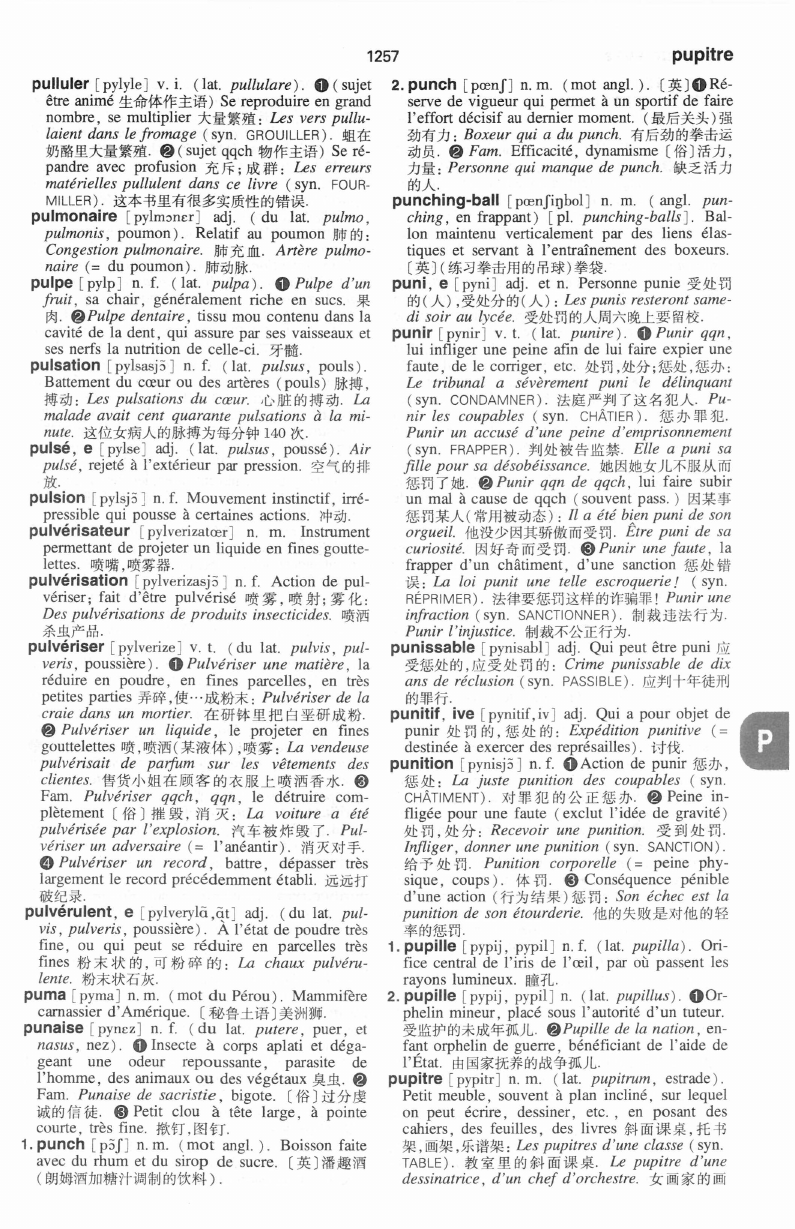 1257
pupitre
pulluler [pylyle] v. i. (lat. pullulare). ❶ (sujet
être animé 生命体作主语) Se reproduire en grand
nombre, se multiplier 大量繁殖: Les vers pullu-
laient dans le fromage (syn. GROUILLER). 蛆在
奶酪里大量繁殖. ❷ (sujet qqch 物作主语) Se ré-
pandre avec profusion 充斥;成群: Les erreurs
matérielles pullulent dans ce livre (syn. FOUR-
MILLER). 这本书里有很多实质性的错误.
pulmonaire [pylmɔnɛr] adj. (du lat. pulmo,
pulmonis, poumon). Relatif au poumon 肺的:
Congestion pulmonaire. 肺充血. Artère pulmo-
naire (= du poumon). 肺动脉.
pulpe [pylp] n. f. (lat. pulpa). ❶ Pulpe d'un
fruit, sa chair, généralement riche en sucs. 果
肉. ❷ Pulpe dentaire, tissu mou contenu dans la
cavité de la dent, qui assure par ses vaisseaux et
ses nerfs la nutrition de celle-ci. 牙髓.
pulsation [pylsasjɔ̃] n. f. (lat. pulsus, pouls).
Battement du cœur ou des artères (pouls) 脉搏,
搏动: Les pulsations du cœur. 心脏的搏动. La
malade avait cent quarante pulsations à la mi-
nute. 这位女病人的脉搏为每分钟 140 次.
pulsé, e [pylse] adj. (lat. pulsus, poussé). Air
pulsé, rejeté à l'extérieur par pression. 空气的排
放.
pulsion [pylsjɔ̃] n. f. Mouvement instinctif, irré-
pressible qui pousse à certaines actions. 冲动.
pulvérisateur [pylverizatœr] n. m. Instrument
permettant de projeter un liquide en fines goutte-
lettes. 喷嘴,喷雾器.
pulvérisation [pylverizasjɔ̃] n. f. Action de pul-
vériser; fait d'être pulvérisé 喷雾,喷射;雾化:
Des pulvérisations de produits insecticides. 喷洒
杀虫产品.
pulvériser [pylverize] v. t. (du lat. pulvis, pul-
veris, poussière). ❶ Pulvériser une matière, la
réduire en poudre, en fines parcelles, en très
petites parties 弄碎,使…成粉末: Pulvériser de la
craie dans un mortier. 在研钵里把白垩研成粉.
❷ Pulvériser un liquide, le projeter en fines
gouttelettes 喷,喷洒(某液体),喷雾: La vendeuse
pulvérisait de parfum sur les vêtements des
clientes. 售货小姐在顾客的衣服上喷洒香水. ❸
Fam. Pulvériser qqch, qqn, le détruire com-
plètement [俗] 摧毁,消灭: La voiture a été
pulvérisée par l'explosion. 汽车被炸毁了. Pul-
vériser un adversaire (= l'anéantir). 消灭对手.
❹ Pulvériser un record, battre, dépasser très
largement le record précédemment établi. 远远打
破纪录.
pulvérulent, e [pylverylɑ̃,ɑ̃t] adj. (du lat. pul-
vis, pulveris, poussière). À l'état de poudre très
fine, ou qui peut se réduire en parcelles très
fines 粉末状的,可粉碎的: La chaux pulvéru-
lente. 粉末状石灰.
puma [pyma] n. m. (mot du Pérou). Mammifère
carnassier d'Amérique. [秘鲁土语]美洲狮.
punaise [pynɛz] n. f. (du lat. putere, puer, et
nasus, nez). ❶ Insecte à corps aplati et déga-
geant une odeur repoussante, parasite de
l'homme, des animaux ou des végétaux 臭虫. ❷
Fam. Punaise de sacristie, bigote. [俗]过分虔
诚的信徒. ❸ Petit clou à tête large, à pointe
courte, très fine. 揿钉,图钉.
1. punch [pɔ̃ʃ] n. m. (mot angl.). Boisson faite
avec du rhum et du sirop de sucre. [英]潘趣酒
(朗姆酒加糖汁调制的饮料).
2. punch [pœnʃ] n. m. (mot angl.). [英]❶ Ré-
serve de vigueur qui permet à un sportif de faire
l'effort décisif au dernier moment. (最后关头)强
劲有力: Boxeur qui a du punch. 有后劲的拳击运
动员. ❷ Fam. Efficacité, dynamisme [俗]活力,
力量: Personne qui manque de punch. 缺乏活力
的人.
punching-ball [pœnʃiŋbol] n. m. (angl. pun-
ching, en frappant) [pl. punching-balls]. Bal-
lon maintenu verticalement par des liens élas-
tiques et servant à l'entraînement des boxeurs.
[英](练习拳击用的吊球)拳袋.
puni, e [pyni] adj. et n. Personne punie 受处罚
的(人),受处分的(人): Les punis resteront same-
di soir au lycée. 受处罚的人周六晚上要留校.
punir [pynir] v. t. (lat. punire). ❶ Punir qqn,
lui infliger une peine afin de lui faire expier une
faute, de le corriger, etc. 处罚,处分;惩处,惩办:
Le tribunal a sévèrement puni le délinquant
(syn. CONDAMNER). 法庭严判了这名犯人. Pu-
nir les coupables (syn. CHÂTIER). 惩办罪犯.
Punir un accusé d'une peine d'emprisonnement
(syn. FRAPPER). 判处被告监禁. Elle a puni sa
fille pour sa désobéissance. 她因她女儿不服从而
惩罚了她. ❷ Punir qqn de qqch, lui faire subir
un mal à cause de qqch (souvent pass.) 因某事
惩罚某人(常用被动态): Il a été bien puni de son
orgueil. 他没少因其骄傲而受罚. Être puni de sa
curiosité. 因好奇而受罚. ❸ Punir une faute, la
frapper d'un châtiment, d'une sanction 惩处错
误: La loi punit une telle escroquerie! (syn.
RÉPRIMER). 法律要惩罚这样的诈骗罪! Punir une
infraction (syn. SANCTIONNER). 制裁违法行为.
Punir l'injustice. 制裁不公正行为.
punissable [pynisabl] adj. Qui peut être puni 应
受惩处的,应受处罚的: Crime punissable de dix
ans de réclusion (syn. PASSIBLE). 应判十年徒刑
的罪行.
punitif, ive [pynitif,iv] adj. Qui a pour objet de
punir 处罚的,惩处的: Expédition punitive (=
destinée à exercer des représailles). 讨伐.
punition [pynisjɔ̃] n. f. ❶ Action de punir 惩办,
惩处: La juste punition des coupables (syn.
CHÂTIMENT). 对罪犯的公正惩办. ❷ Peine in-
fligée pour une faute (exclut l'idée de gravité)
处罚,处分: Recevoir une punition. 受到处罚.
Infliger, donner une punition (syn. SANCTION).
给予处罚. Punition corporelle (= peine phy-
sique, coups). 体罚. ❸ Conséquence pénible
d'une action (行为结果)惩罚: Son échec est la
punition de son étourderie. 他的失败是对他的轻
率的惩罚.
1. pupille [pypij, pypil] n. f. (lat. pupilla). Ori-
fice central de l'iris de l'œil, par où passent les
rayons lumineux. 瞳孔.
2. pupille [pypij, pypil] n. (lat. pupillus). ❶ Or-
phelin mineur, placé sous l'autorité d'un tuteur.
受监护的未成年孤儿. ❷ Pupille de la nation, en-
fant orphelin de guerre, bénéficiant de l'aide de
l'État. 由国家抚养的战争孤儿.
pupitre [pypitr] n. m. (lat. pupitrum, estrade).
Petit meuble, souvent à plan incliné, sur lequel
on peut écrire, dessiner, etc., en posant des
cahiers, des feuilles, des livres 斜面课桌,托书
架,画架,乐谱架: Les pupitres d'une classe (syn.
TABLE). 教室里的斜面课桌. Le pupitre d'une
dessinatrice, d'un chef d'orchestre. 女画家的画
P